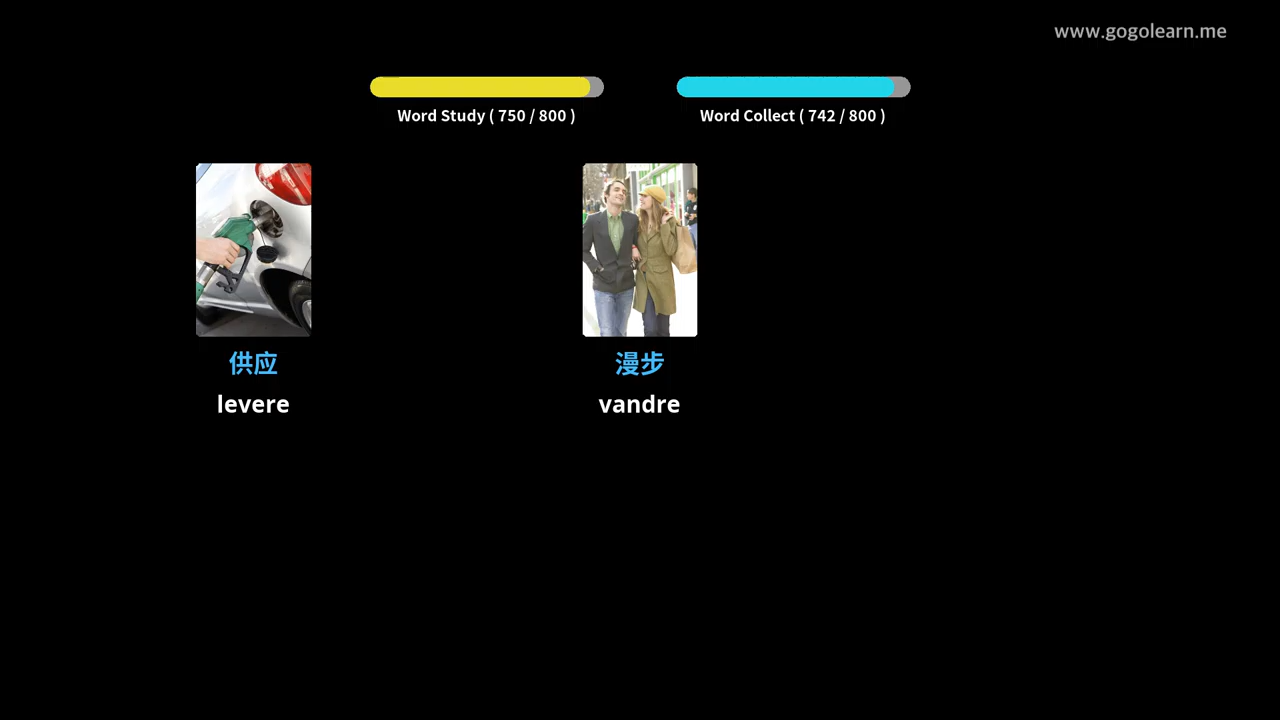 www.gogolearn.me
Word Study ( 750 / 800 )
Word Collect ( 742 / 800 )
供应
levere
漫步
vandre